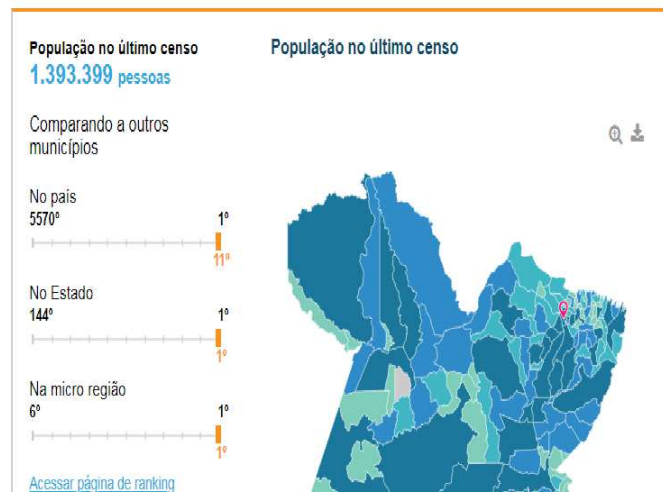 População no último censo
1.393.399 pessoas
Comparando a outros
municípios
No país
5570º 1º
11º
No Estado
144º 1º
1º
Na micro região
6º 1º
1º
Acessar página de ranking
População no último censo